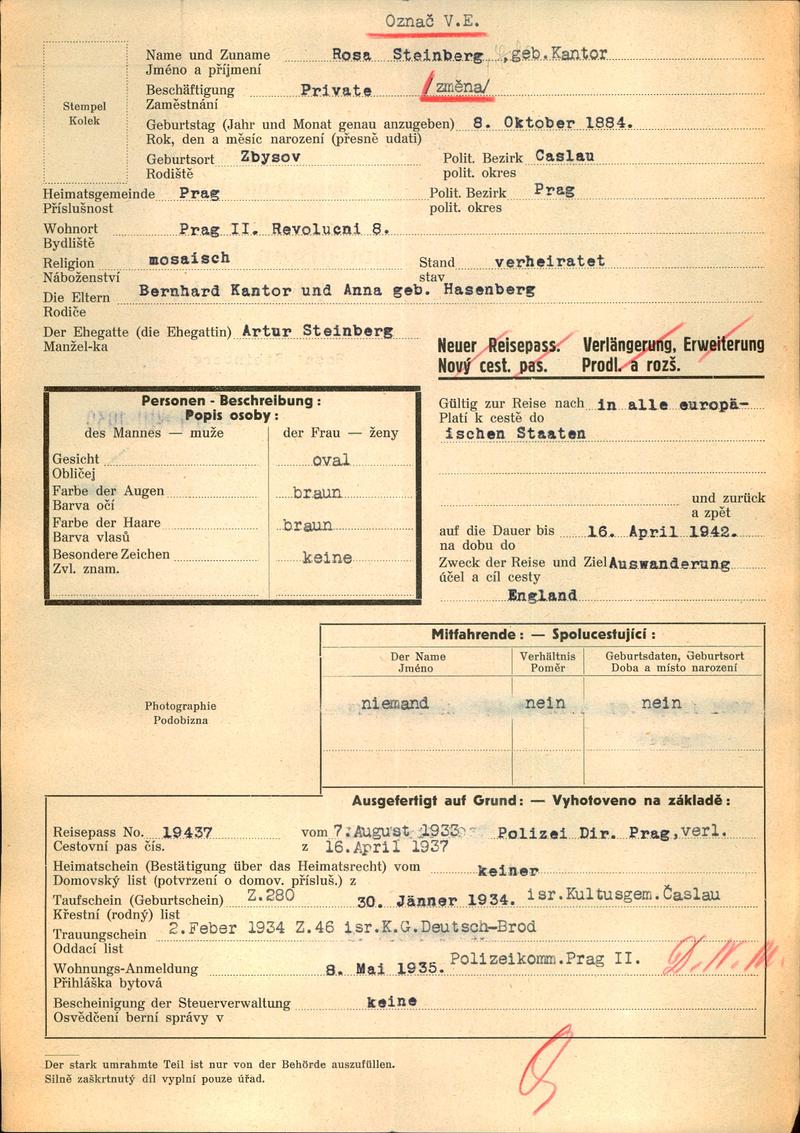 Označ V.E.
Stempel
Kolek
Name und Zuname Rosa Steinberg ,geb.Kantor
Jméno a příjmení
Beschäftigung Private /změna/
Zaměstnání
Geburtstag (Jahr und Monat genau anzugeben) 8. Oktober 1884.
Rok, den a měsíc narození (přesně udati)
Geburtsort Zbysov Polit. Bezirk Caslau
Rodiště polit. okres
Heimatsgemeinde Prag Polit. Bezirk Prag
Příslušnost polit. okres
Wohnort Prag II. Revolucni 8.
Bydliště
Religion mosaisch Stand verheiratet
Náboženství stav
Die Eltern Bernhard Kantor und Anna geb. Hasenberg
Rodiče
Der Ehegatte (die Ehegattin) Artur Steinberg
Manžel-ka
Neuer Reisepass. Verlängerung, Erweiterung
Nový cest. pas. Prodl. a rozš.
Personen - Beschreibung :
Popis osoby :
des Mannes — muže der Frau — ženy
Gesicht oval
Obličej
Farbe der Augen braun
Barva očí
Farbe der Haare braun
Barva vlasů
Besondere Zeichen keine
Zvl. znam.
Gültig zur Reise nach in alle europä-
Platí k cestě do
ischen Staaten
und zurück
a zpět
auf die Dauer bis 16. April 1942.
na dobu do
Zweck der Reise und Ziel Auswanderung
účel a cíl cesty
England
Mitfahrende : — Spolucestující :
Der Name Verhältnis Geburtsdaten, Geburtsort
Jméno Poměr Doba a místo narození
niemand nein nein
Photographie
Podobizna
Ausgefertigt auf Grund : — Vyhotoveno na základě :
Reisepass No. 19437 vom 7.August 1933 Polizei Dir. Prag,verl.
Cestovní pas čís. z 16.April 1937
Heimatschein (Bestätigung über das Heimatsrecht) vom keiner
Domovský list (potvrzení o domov. přísluš.) z
Taufschein (Geburtschein) Z.280 30. Jänner 1934. isr.Kultusgem.Časlau
Křestní (rodný) list
Trauungschein 2.Feber 1934 Z.46 isr.K.G.Deutsch-Brod
Oddací list
Wohnungs-Anmeldung 8. Mai 1935. Polizeikomm.Prag II.
Přihláška bytová
Bescheinigung der Steuerverwaltung keine
Osvědčení berní správy v
Der stark umrahmte Teil ist nur von der Behörde auszufüllen.
Silně zaškrtnutý díl vyplní pouze úřad.